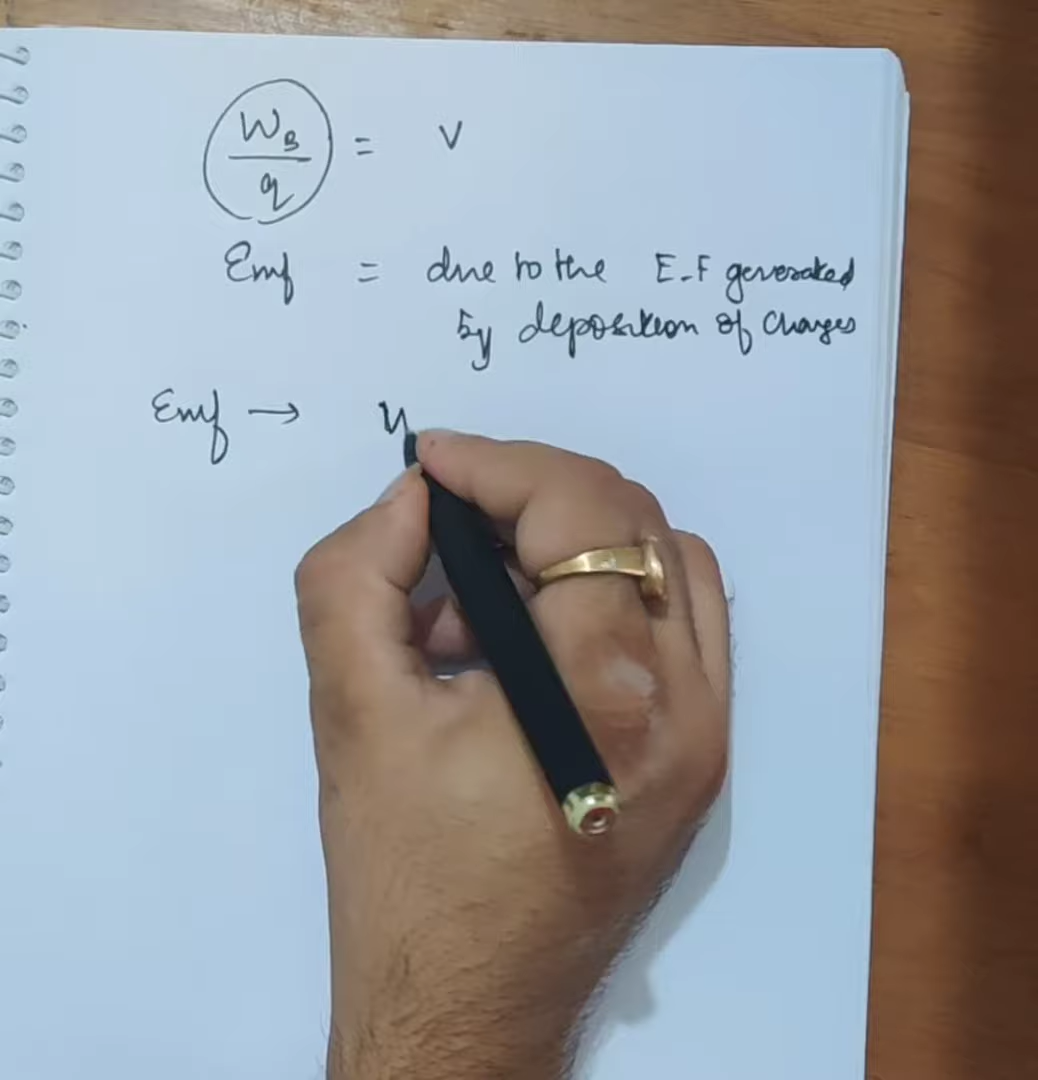 W_B/q = V
Emf = due to the E.F generated
by deposition of charges
Emf →